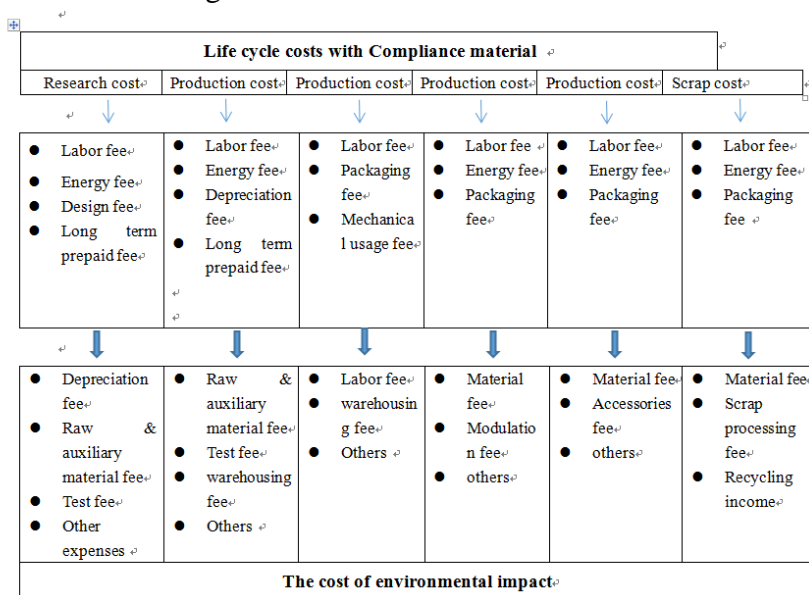 Life cycle costs with Compliance material
Research cost
Production cost
Production cost
Production cost
Production cost
Scrap cost
● Labor fee
● Energy fee
● Design fee
● Long term
prepaid fee
● Labor fee
● Energy fee
● Depreciation
fee
● Long term
prepaid fee
● Labor fee
● Packaging
fee
● Mechanica
l usage fee
● Labor fee
● Energy fee
● Packaging
fee
● Labor fee
● Energy fee
● Packaging
fee
● Labor fee
● Energy fee
● Packaging
fee
● Depreciation
fee
● Raw &
auxiliary
material fee
● Test fee
● Other
expenses
● Raw &
auxiliary
material fee
● Test fee
● warehousing
fee
● Others
● Labor fee
● warehousin
g fee
● Others
● Material
fee
● Modulatio
n fee
● others
● Material fee
● Accessories
fee
● others
● Material fee
● Scrap
processing
fee
● Recycling
income
The cost of environmental impact